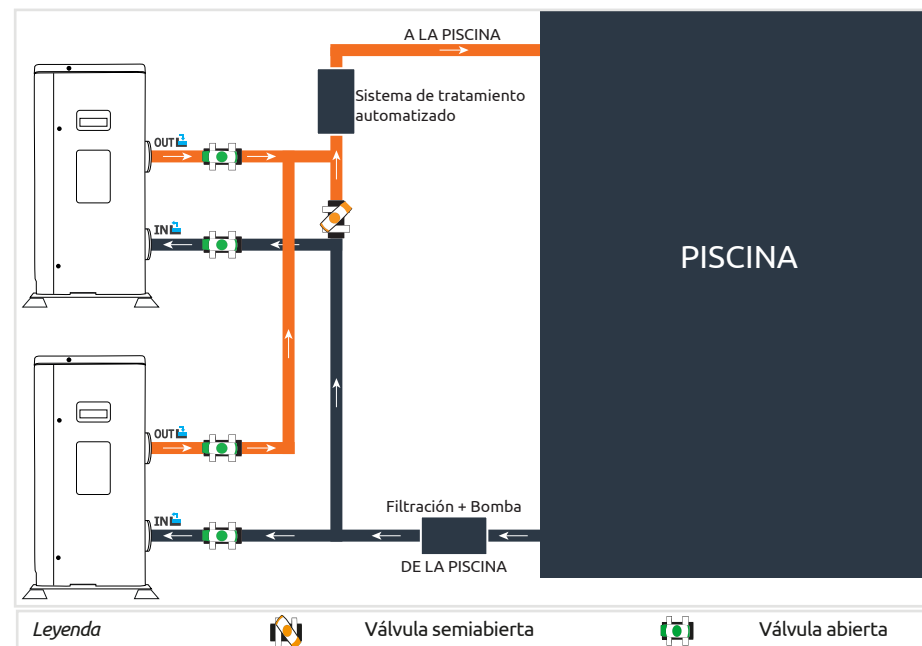 A LA PISCINA
Sistema de tratamiento
automatizado
OUT
IN
PISCINA
OUT
Filtración + Bomba
IN
DE LA PISCINA
Leyenda
Válvula semiabierta
Válvula abierta